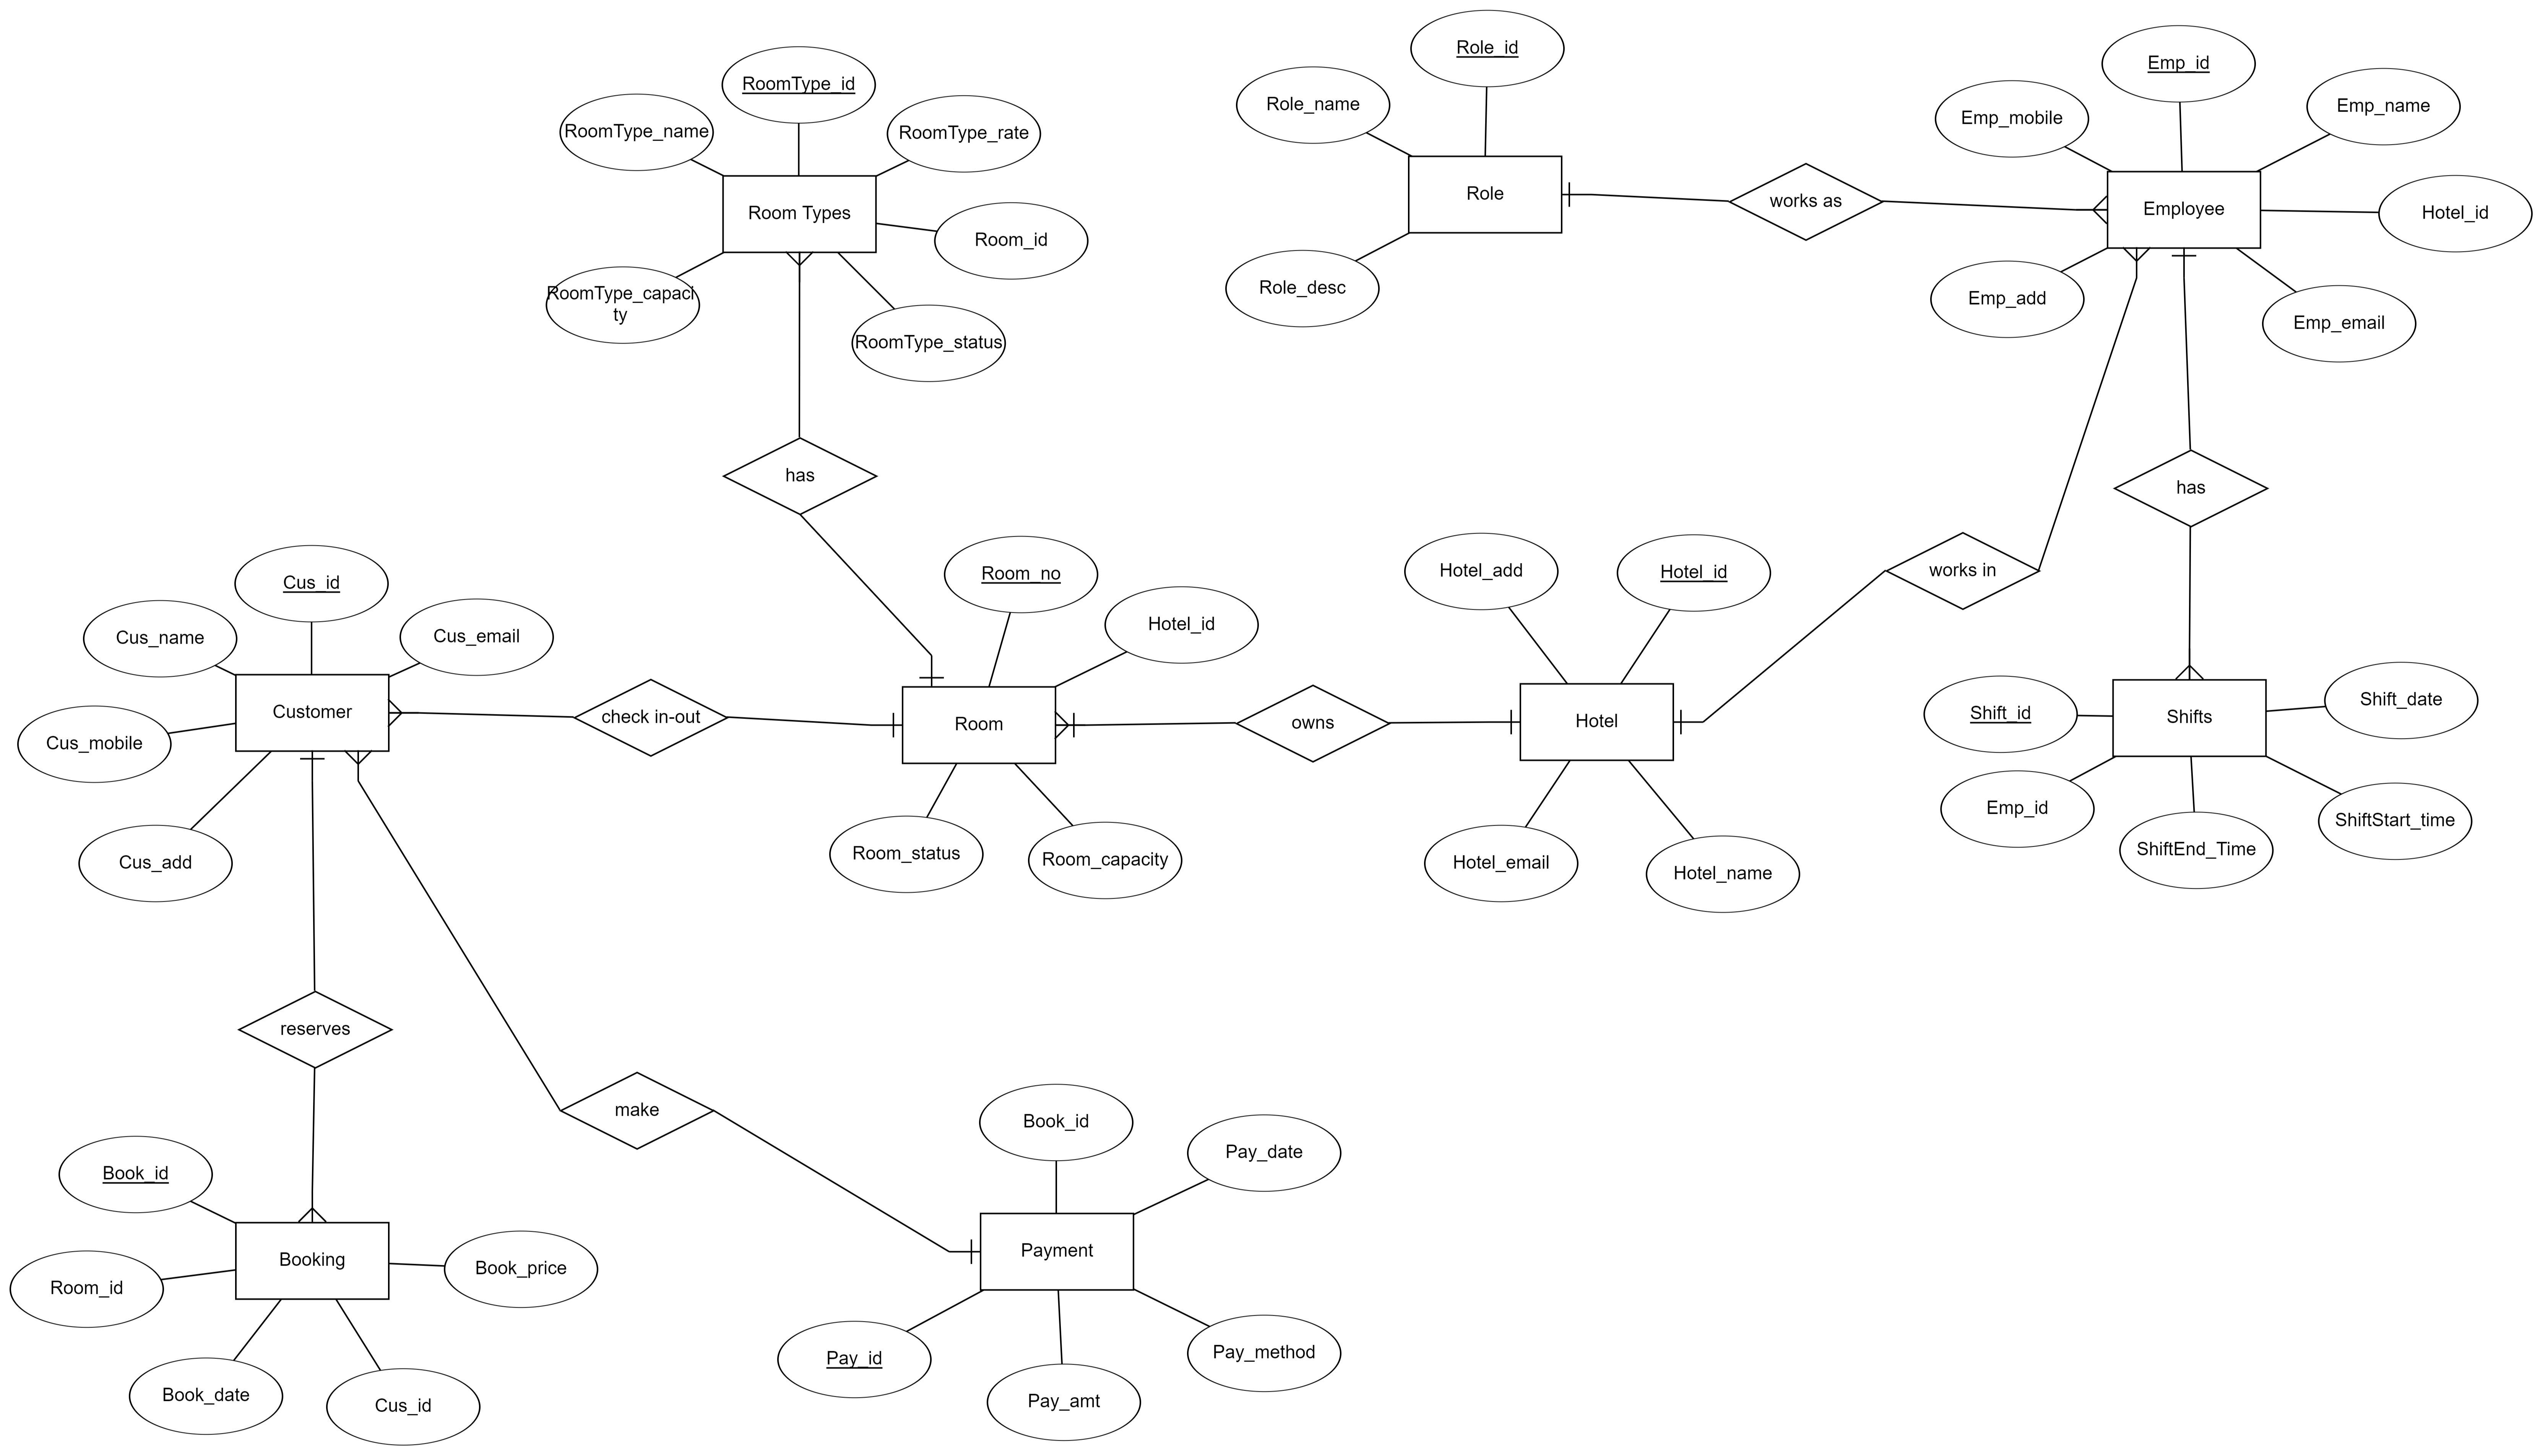 Role_id
Emp_id
RoomType_id
Role_name
Emp_name
Emp_mobile
RoomType_name
RoomType_rate
Role
Employee
Room Types
works as
Hotel_id
Room_id
Role_desc
Emp_add
RoomType_capaci
ty
Emp_email
RoomType_status
has
has
Cus_id
Room_no
Hotel_add
Hotel_id
works in
Cus_name
Cus_email
Hotel_id
Customer
check in-out
Room
owns
Hotel
Shift_id
Shifts
Shift_date
Cus_mobile
Emp_id
ShiftStart_time
ShiftEnd_Time
Cus_add
Room_status
Room_capacity
Hotel_email
Hotel_name
reserves
make
Book_id
Pay_date
Book_id
Booking
Book_price
Payment
Room_id
Pay_id
Pay_method
Book_date
Cus_id
Pay_amt